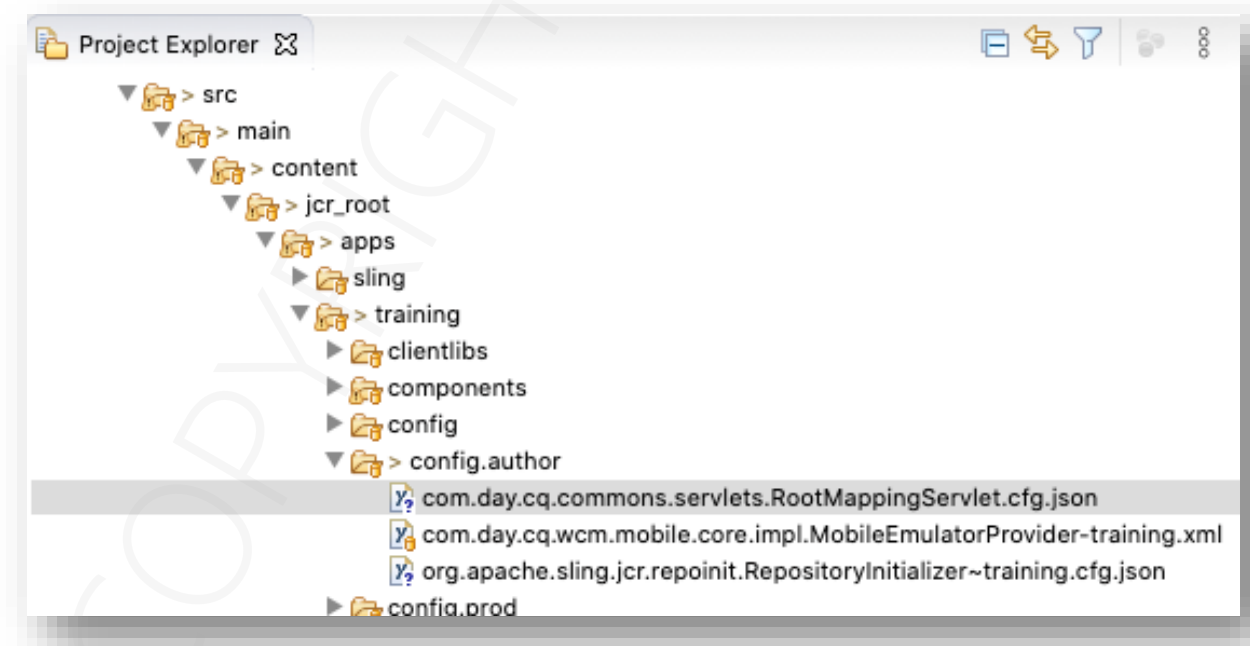 Project Explorer
> src
> main
> content
> jcr_root
> apps
sling
> training
clientlibs
components
config
> config.author
com.day.cq.commons.servlets.RootMappingServlet.cfg.json
com.day.cq.wcm.mobile.core.impl.MobileEmulatorProvider-training.xml
org.apache.sling.jcr.repoinit.RepositoryInitializer~training.cfg.json
config.prod
COPYRIGH